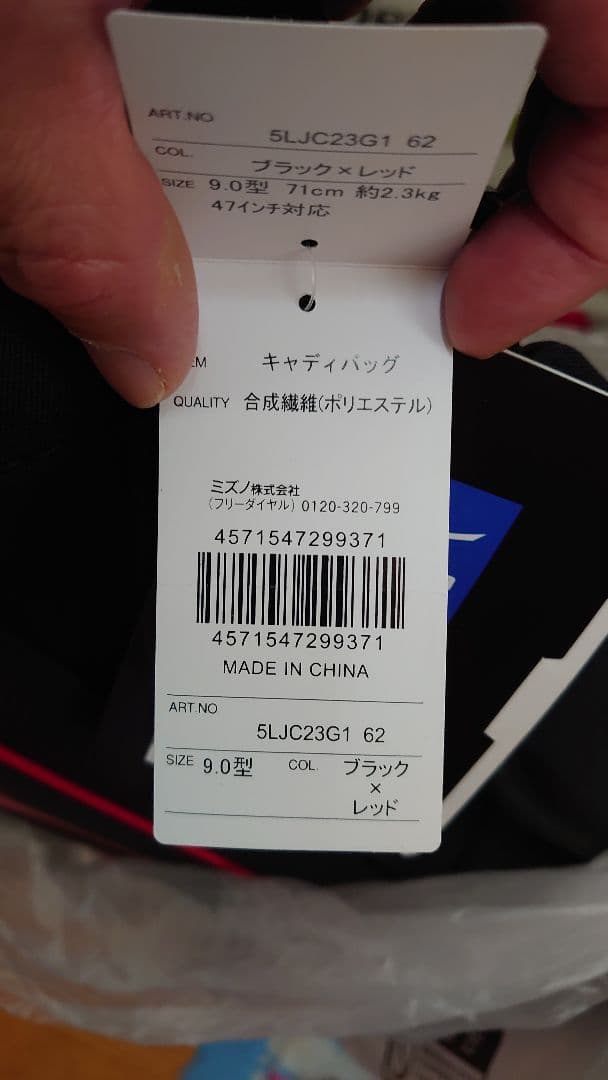 ART.NO
5LJC23G1 62
COL.
ブラック×レッド
SIZE 9.0型 71cm 約2.3kg
47インチ対応
キャディバッグ
QUALITY 合成繊維(ポリエステル)
ミズノ株式会社
(フリーダイヤル) 0120-320-799
4571547299371
4571547299371
MADE IN CHINA
ART.NO
5LJC23G1 62
SIZE 9.0型 COL. ブラック
×
レッド